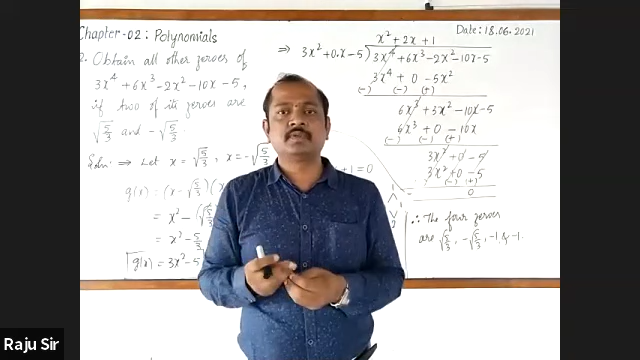 Chapter-02: Polynomials
Date: 18.06.2021
2. Obtain all other zeroes of
3x⁴+6x³-2x²-10x-5,
if two of its zeroes are
√5/3 and -√5/3.
Soln: ⇒ Let x = √5/3, x = -√5/3
g(x) = (x - √5/3)(x
= x² - (√5/3)
= x² - 5/3
g(x) = 3x² - 5
+1 = 0
x² + 2x + 1
⇒ 3x² + 0.x - 5) 3x⁴ + 6x³ - 2x² - 10x - 5
3x⁴ + 0 - 5x²
(-) (-) (+)
6x³ + 3x² - 10x - 5
6x³ + 0 - 10x
(-) (-) (+)
3x² + 0 - 5
3x² + 0 - 5
(-) (-) (+)
0
∴ The four zeroes
are √5/3, -√5/3, -1 & -1.
Raju Sir